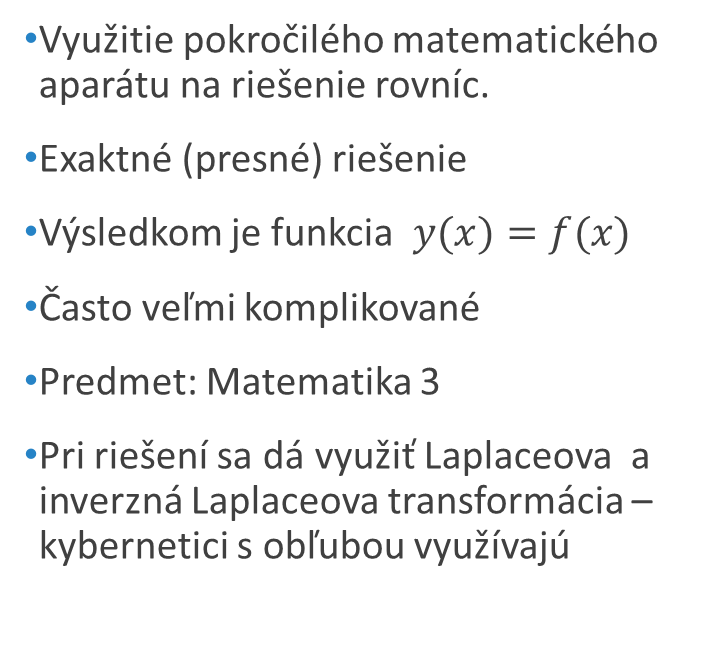 •Využitie pokročilého matematického
aparátu na riešenie rovníc.
•Exaktné (presné) riešenie
•Výsledkom je funkcia y(x) = f(x)
•Často veľmi komplikované
•Predmet: Matematika 3
•Pri riešení sa dá využiť Laplaceova a
inverzná Laplaceova transformácia –
kybernetici s obľubou využívajú